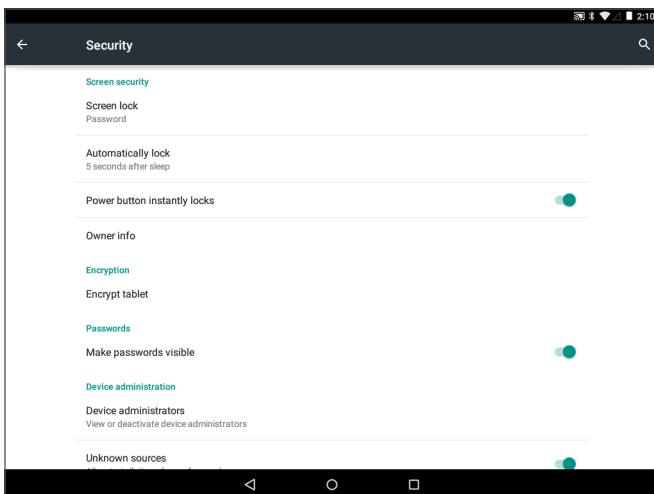 2:10
Security
Screen security
Screen lock
Password
Automatically lock
5 seconds after sleep
Power button instantly locks
Owner info
Encryption
Encrypt tablet
Passwords
Make passwords visible
Device administration
Device administrators
View or deactivate device administrators
Unknown sources